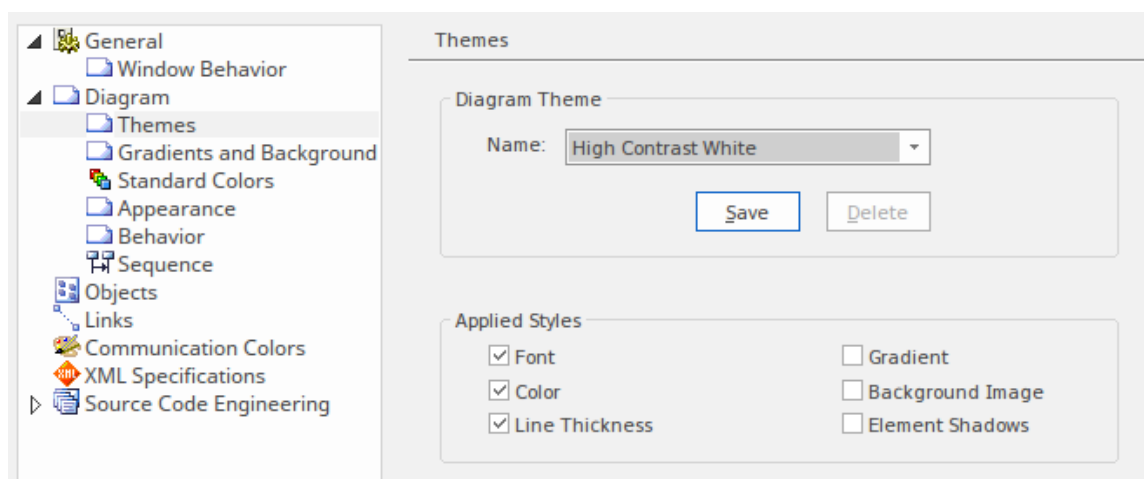 General
Window Behavior
Diagram
Themes
Gradients and Background
Standard Colors
Appearance
Behavior
Sequence
Objects
Links
Communication Colors
XML Specifications
Source Code Engineering
Themes
Diagram Theme
Name: High Contrast White
Save Delete
Applied Styles
Font Gradient
Color Background Image
Line Thickness Element Shadows